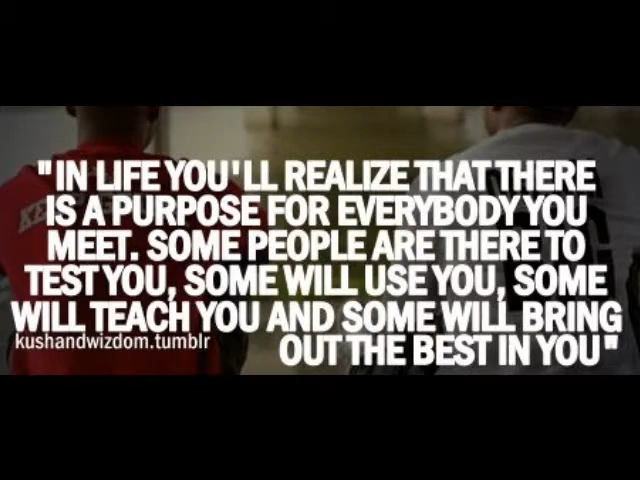 "IN LIFE YOU'LL REALIZE THAT THERE
IS A PURPOSE FOR EVERYBODY YOU
MEET. SOME PEOPLE ARE THERE TO
TEST YOU, SOME WILL USE YOU, SOME
WILL TEACH YOU AND SOME WILL BRING
OUT THE BEST IN YOU"
kushandwizdom.tumblr